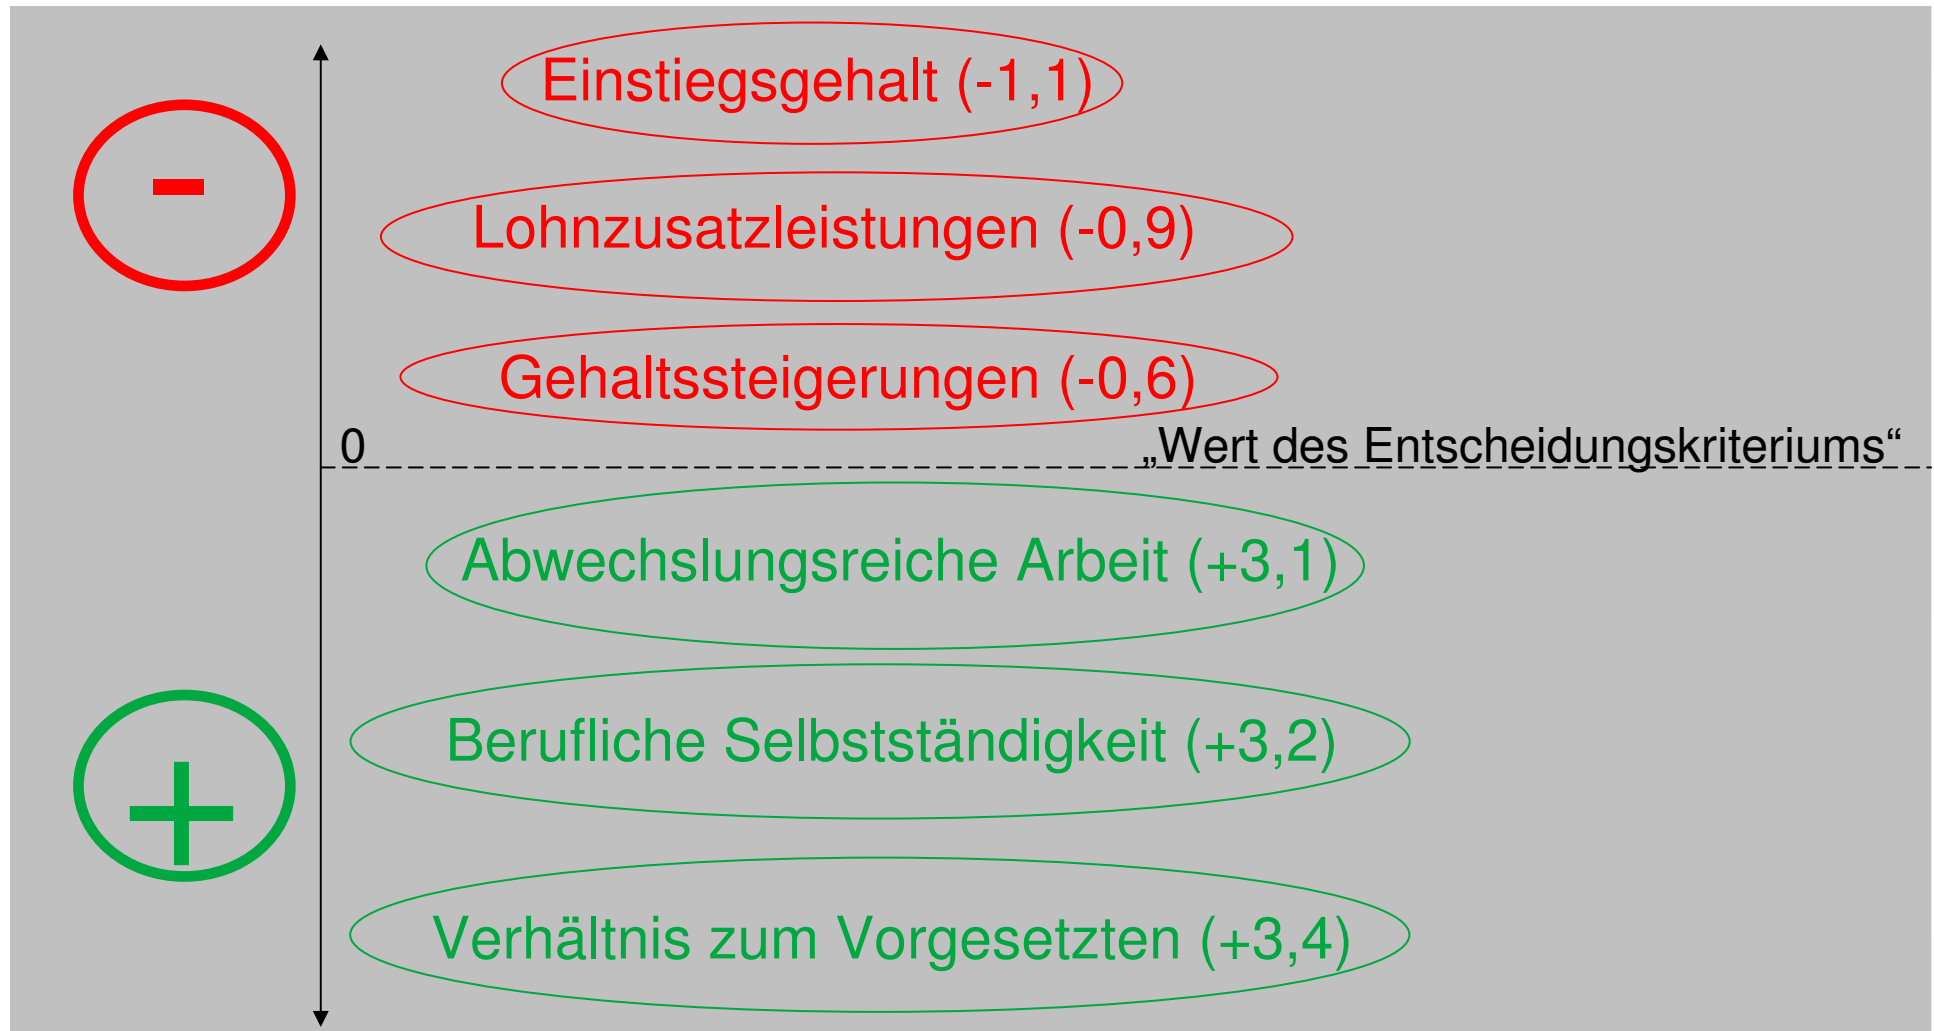 Einstiegsgehalt (-1,1)
-
Lohnzusatzleistungen (-0,9)
Gehaltssteigerungen (-0,6)
0 „Wert des Entscheidungskriteriums“
Abwechslungsreiche Arbeit (+3,1)
Berufliche Selbstständigkeit (+3,2)
+
Verhältnis zum Vorgesetzten (+3,4)